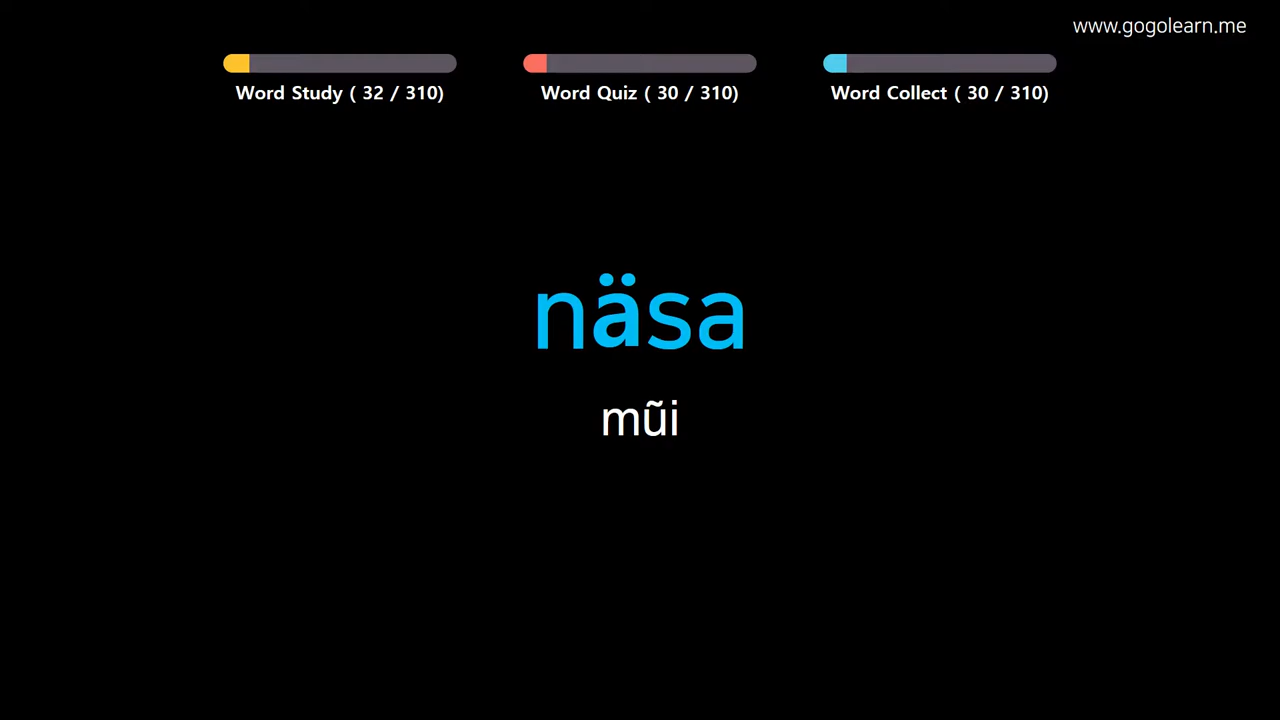 www.gogolearn.me
Word Study ( 32 / 310)
Word Quiz ( 30 / 310)
Word Collect ( 30 / 310)
näsa
mũi